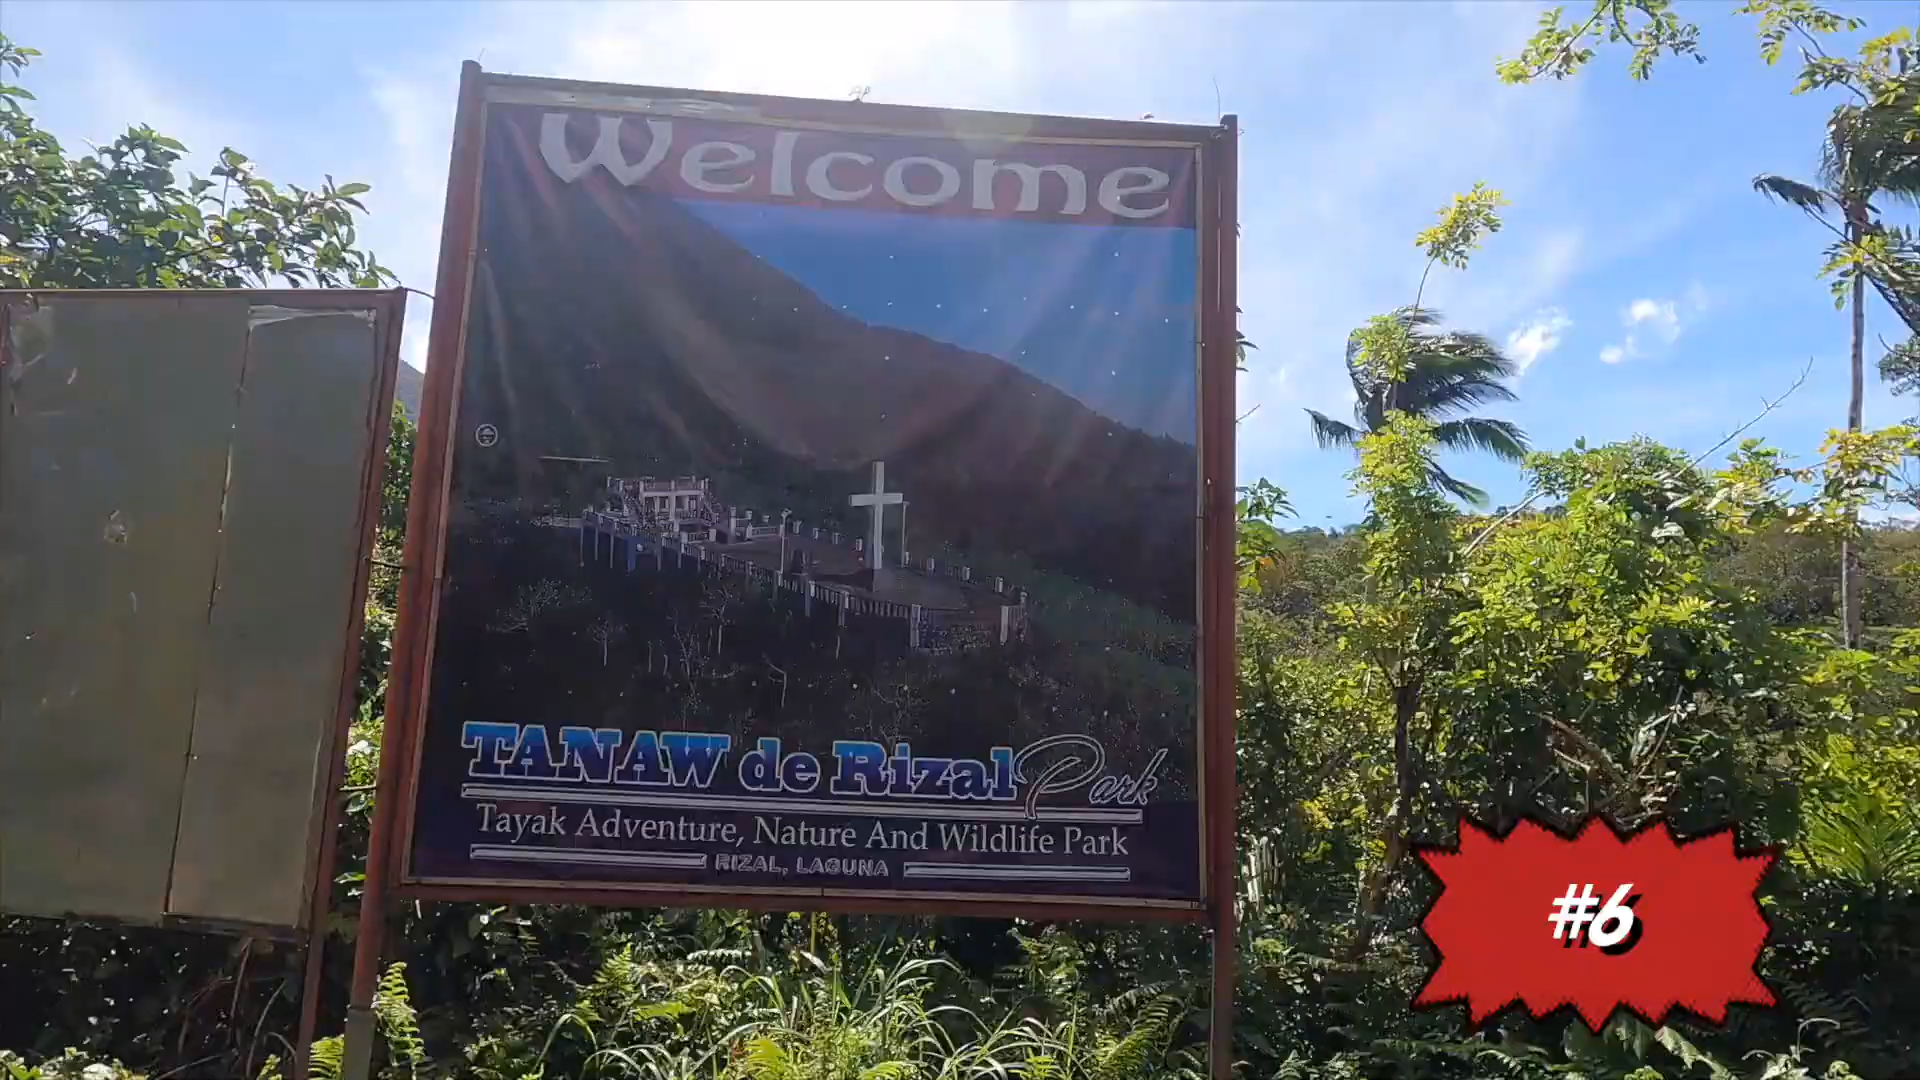 Welcome
TANAW de Rizal Park
Tayak Adventure, Nature And Wildlife Park
RIZAL, LAGUNA
#6